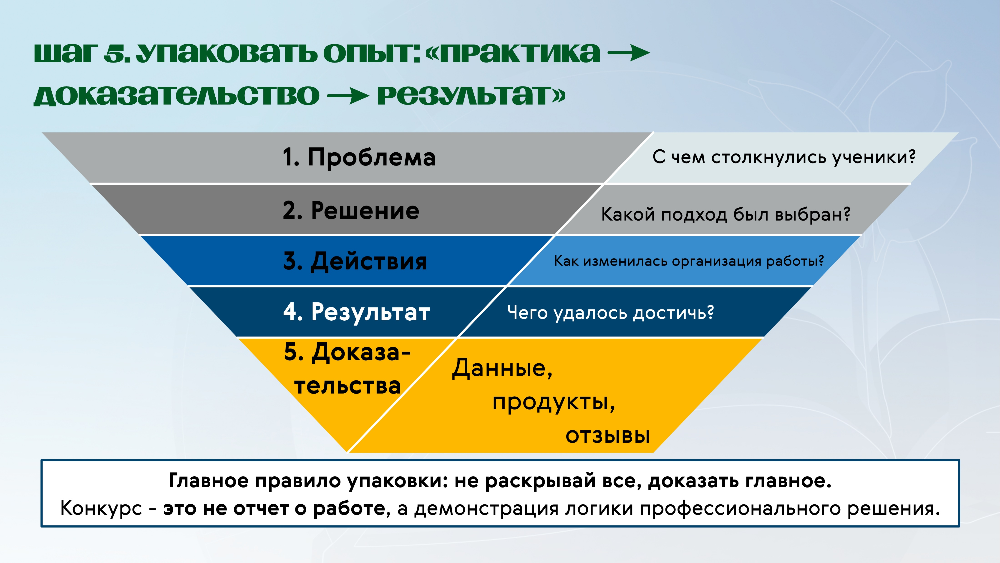 Шаг 5. Упаковать опыт: «Практика →
доказательство → результат»
1. Проблема
С чем столкнулись ученики?
2. Решение
Какой подход был выбран?
3. Действия
Как изменилась организация работы?
4. Результат
Чего удалось достичь?
5. Доказа-
тельства
Данные,
продукты,
отзывы
Главное правило упаковки: не раскрывай все, доказать главное.
Конкурс - это не отчет о работе, а демонстрация логики профессионального решения.